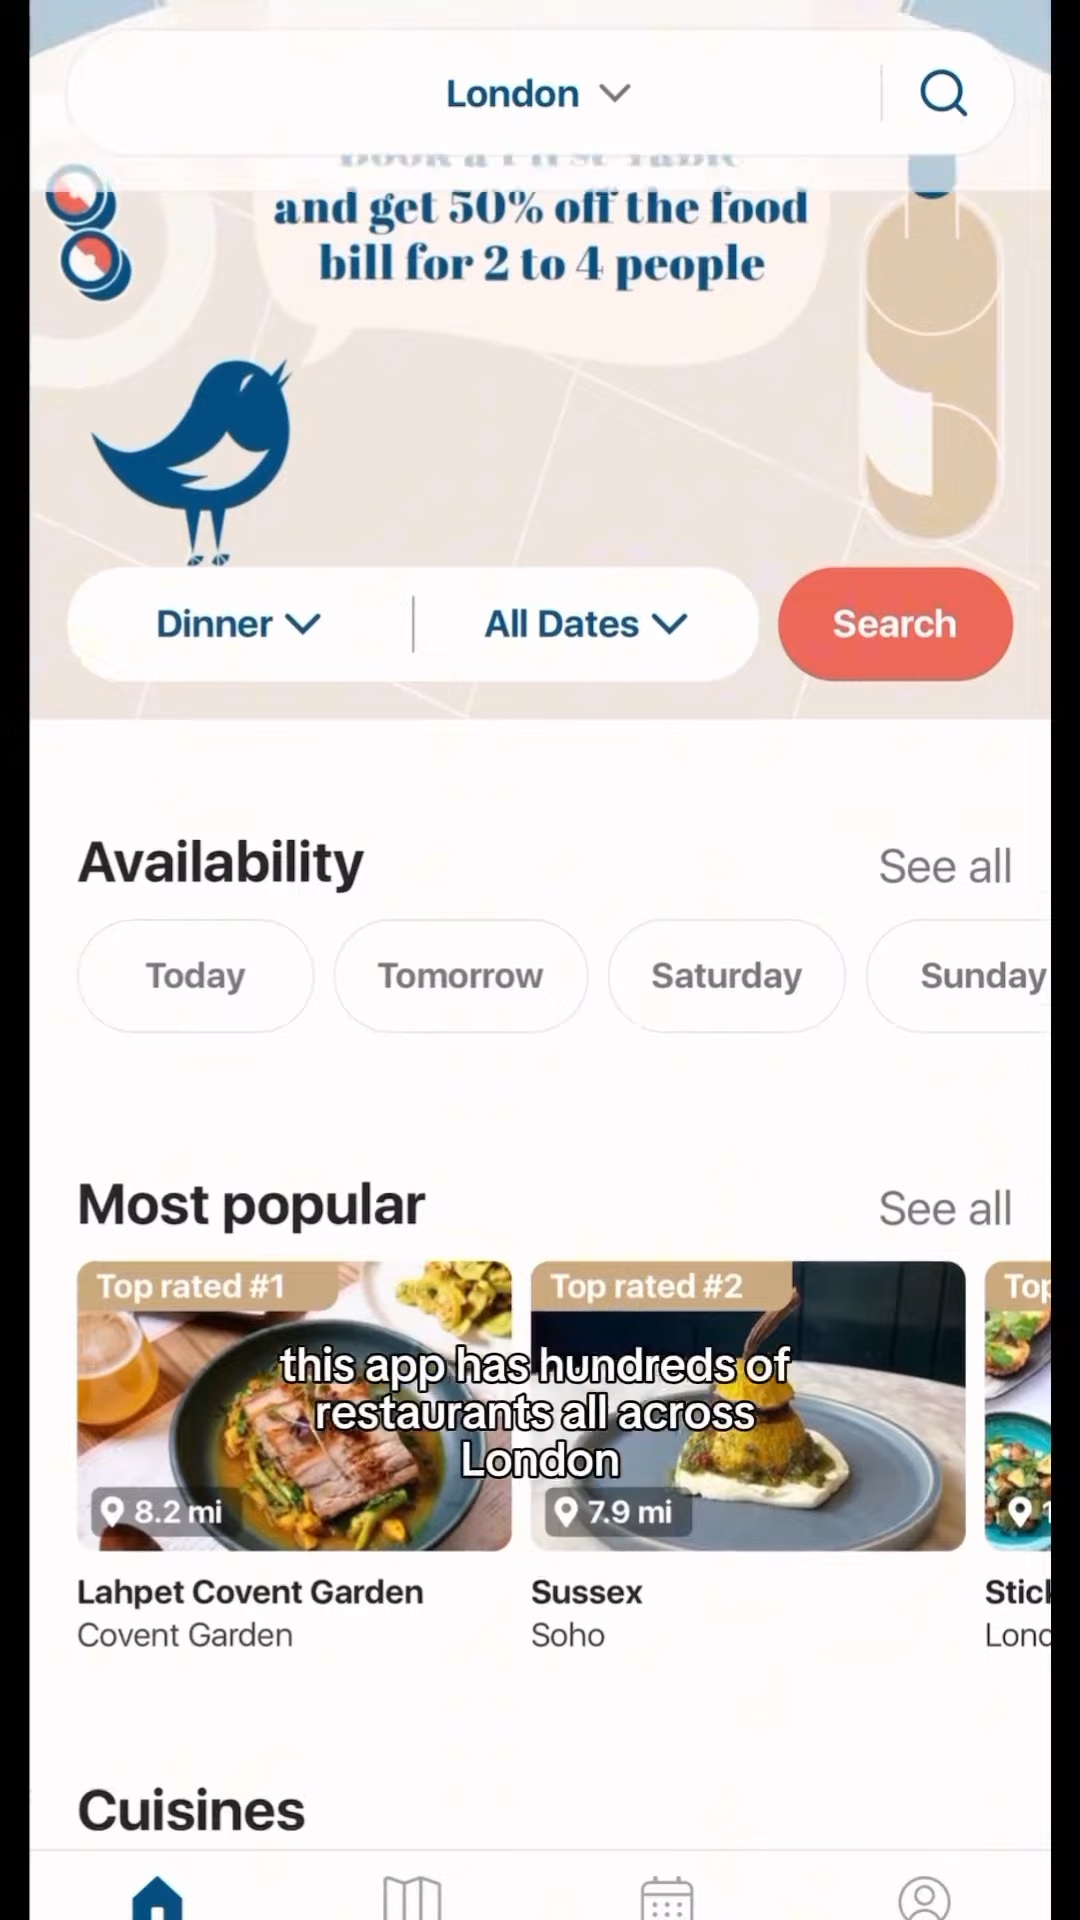 London
Book a First Table
and get 50% off the food
bill for 2 to 4 people
Dinner
All Dates
Search
Availability
See all
Today
Tomorrow
Saturday
Sunday
Most popular
See all
Top rated #1
Top rated #2
this app has hundreds of
restaurants all across
London
8.2 mi
7.9 mi
Lahpet Covent Garden
Sussex
Covent Garden
Soho
Cuisines